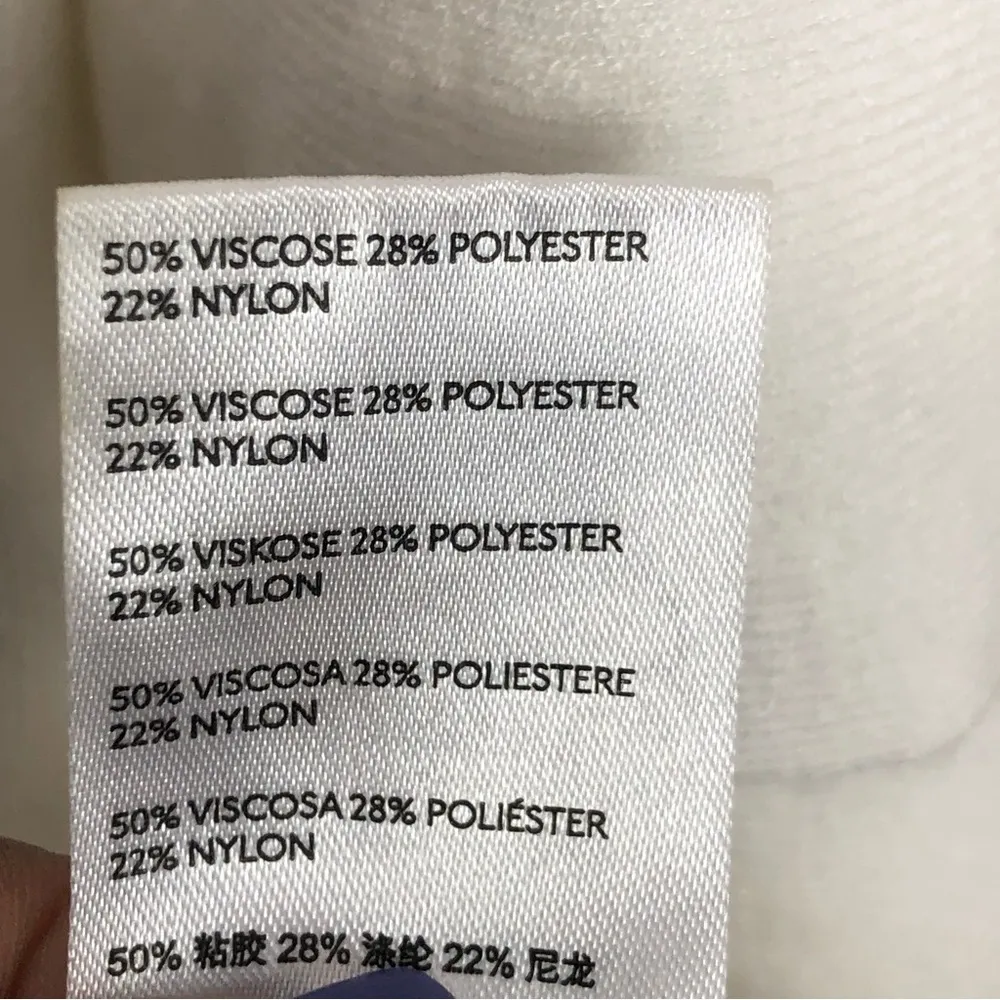 50% VISCOSE 28% POLYESTER
22% NYLON
50% VISCOSE 28% POLYESTER
22% NYLON
50% VISKOSE 28% POLYESTER
22% NYLON
50% VISCOSA 28% POLIESTERE
22% NYLON
50% VISCOSA 28% POLIÉSTER
22% NYLON
50% 粘胶 28% 涤纶 22% 尼龙